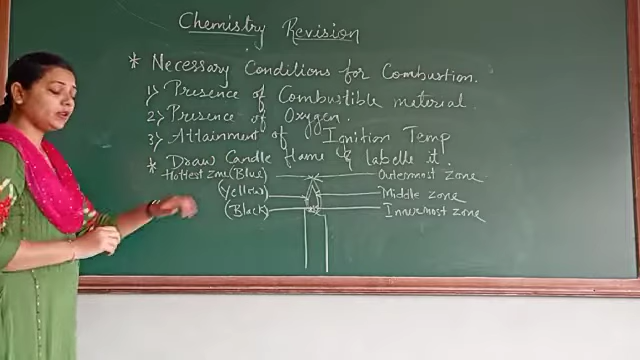 Chemistry Revision
* Necessary Conditions for Combustion.
1) Presence of Combustible material.
2) Presence of Oxygen.
3) Attainment of Ionition Temp
* Draw Candle flame & labelle it.
Hottest zone (Blue) Outermost zone
(Yellow) Middle zone
(Black) Innermost zone